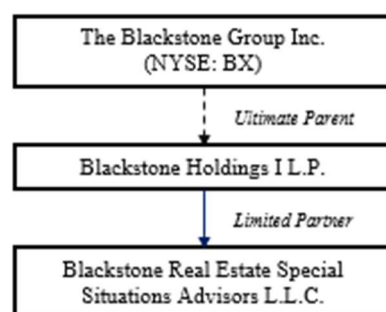 The Blackstone Group Inc.
(NYSE: BX)
Ultimate Parent
Blackstone Holdings I L.P.
Limited Partner
Blackstone Real Estate Special
Situations Advisors L.L.C.